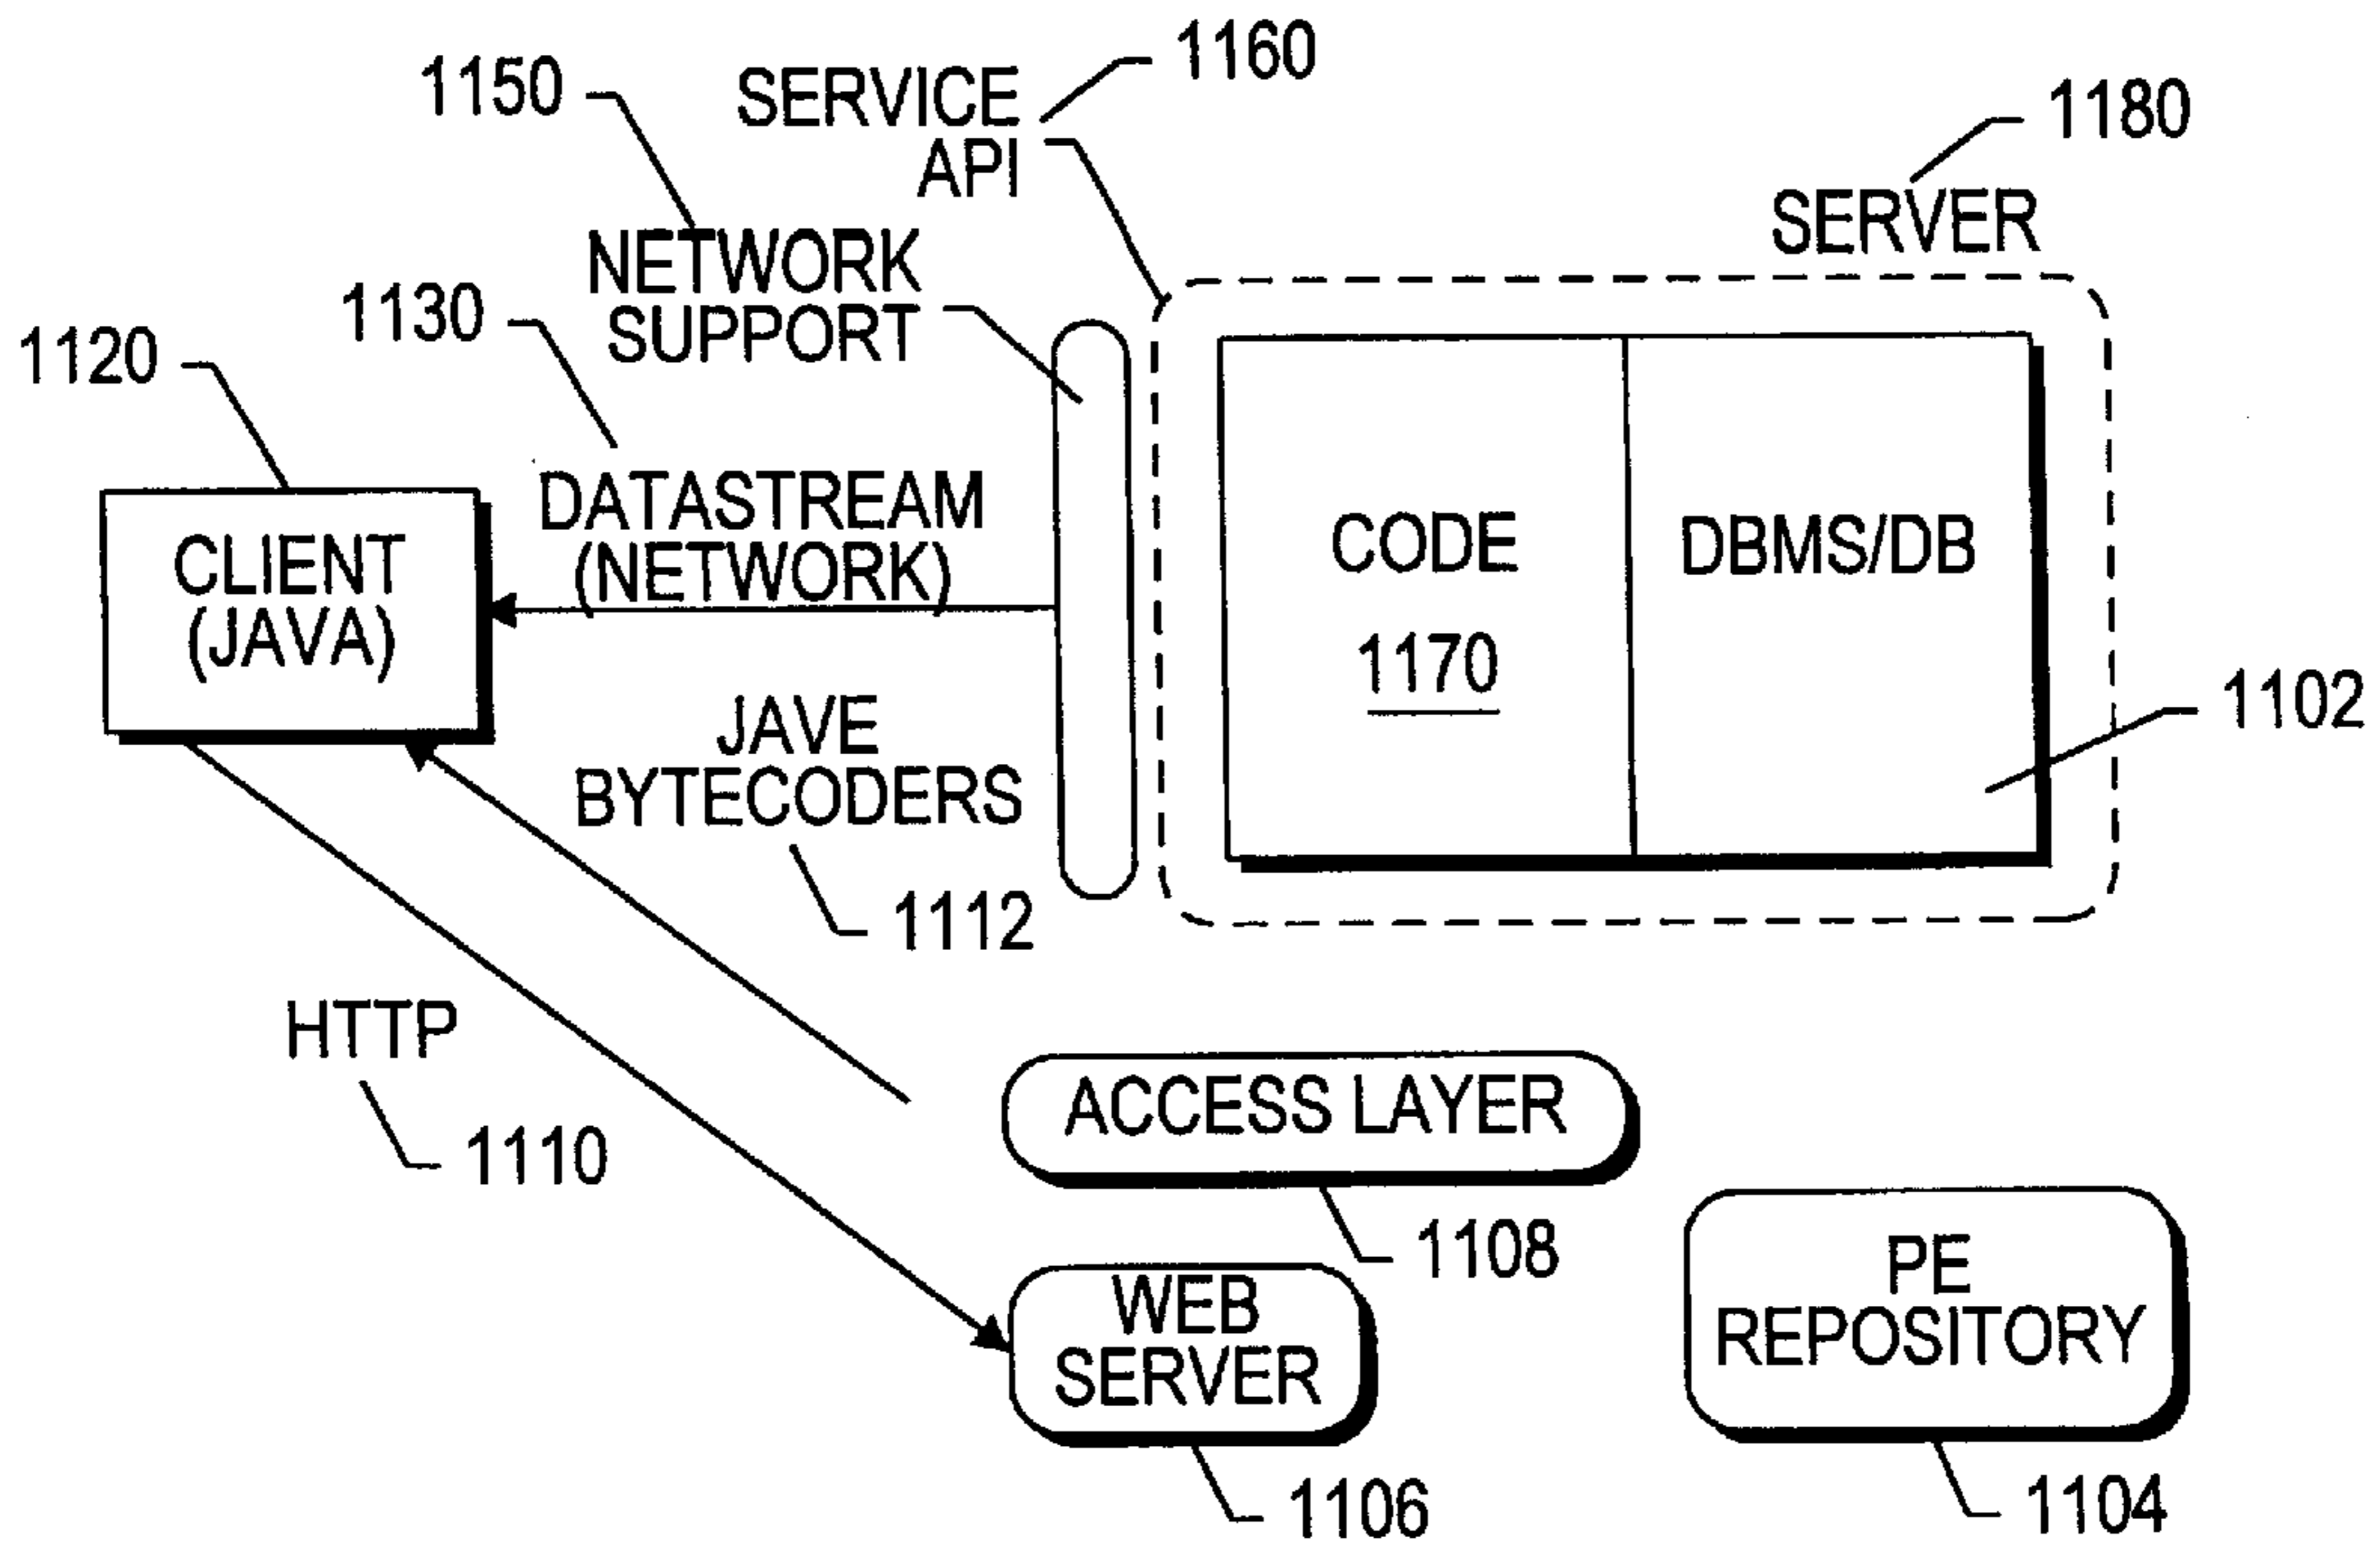 1160
1150
SERVICE
API
1180
SERVER
NETWORK
SUPPORT
1130
1120
DATASTREAM
(NETWORK)
CLIENT
(JAVA)
CODE
1170
DBMS/DB
1102
JAVE
BYTECODERS
1112
HTTP
1110
ACCESS LAYER
1108
WEB
SERVER
1106
PE
REPOSITORY
1104